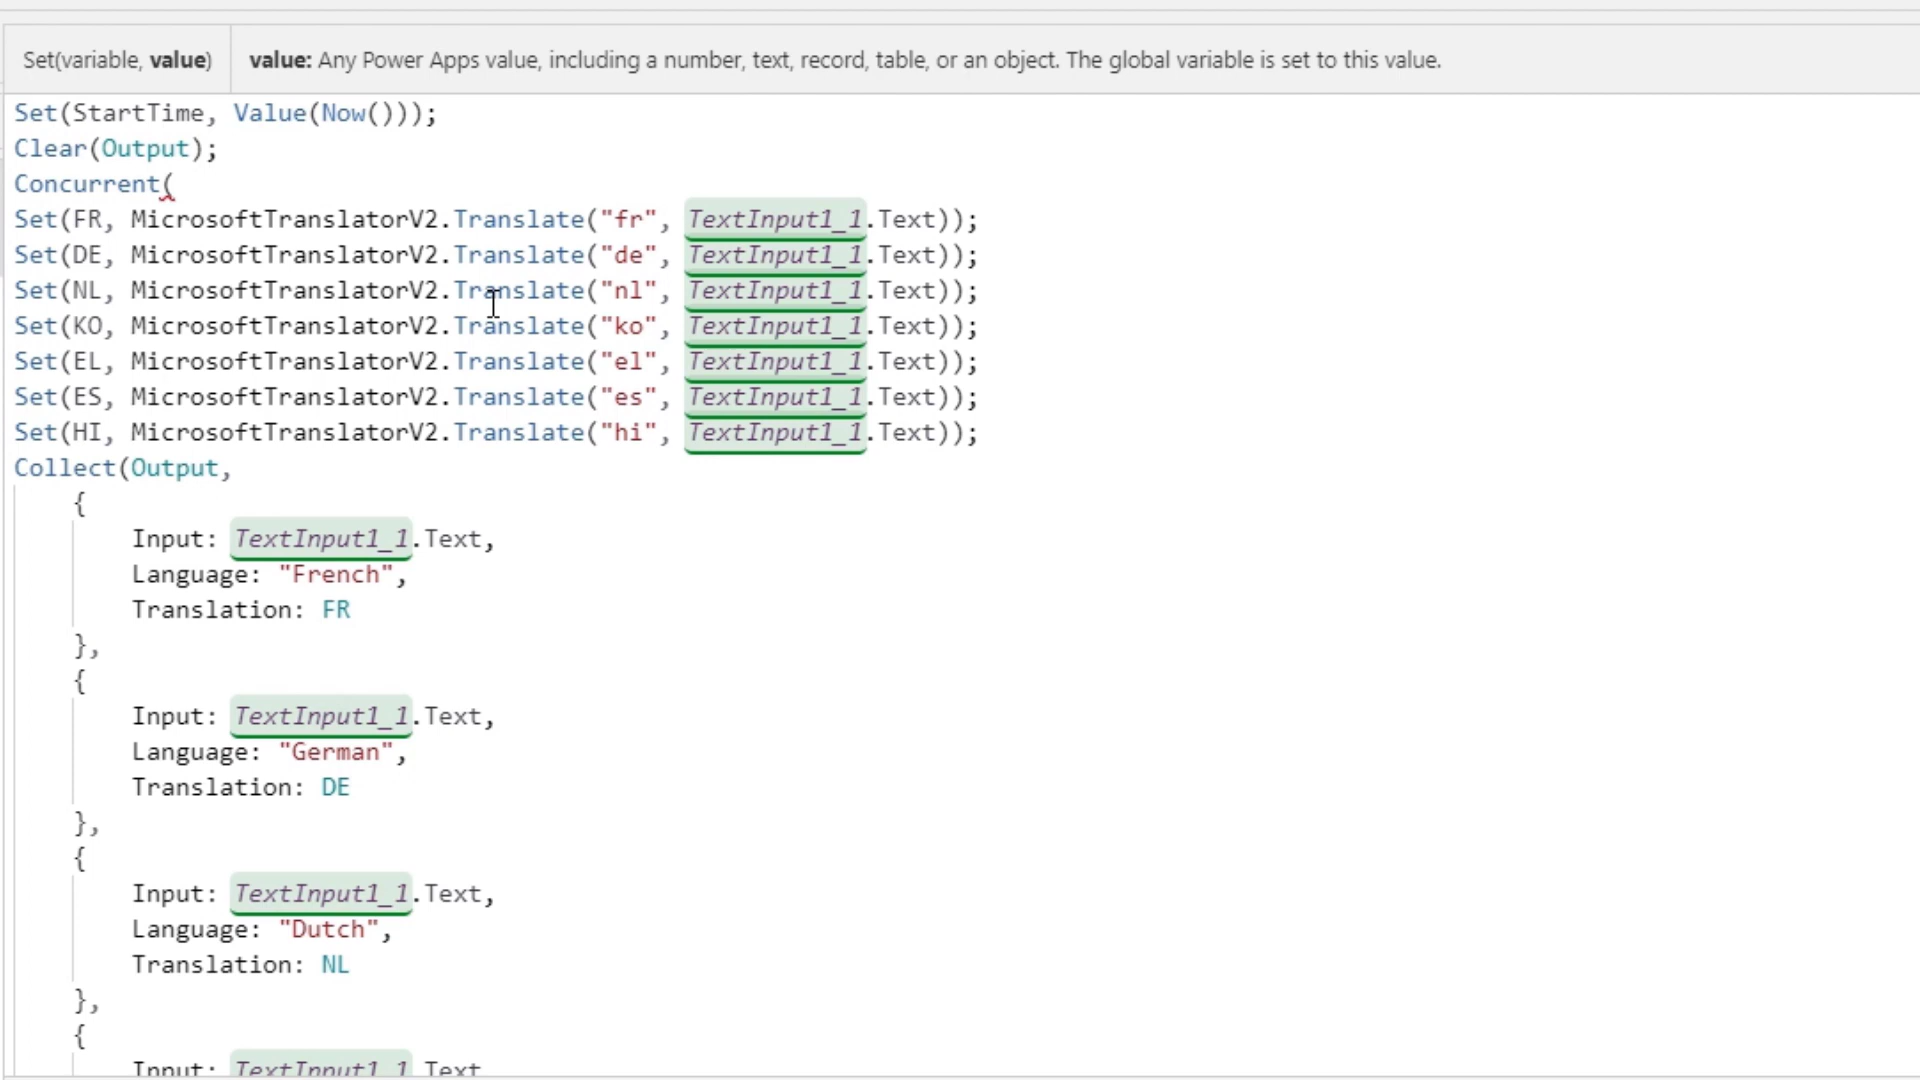 Set(variable, value) value: Any Power Apps value, including a number, text, record, table, or an object. The global variable is set to this value.
Set(StartTime, Value(Now()));
Clear(Output);
Concurrent(
Set(FR, MicrosoftTranslatorV2.Translate("fr", TextInput1_1.Text));
Set(DE, MicrosoftTranslatorV2.Translate("de", TextInput1_1.Text));
Set(NL, MicrosoftTranslatorV2.Translate("nl", TextInput1_1.Text));
Set(KO, MicrosoftTranslatorV2.Translate("ko", TextInput1_1.Text));
Set(EL, MicrosoftTranslatorV2.Translate("el", TextInput1_1.Text));
Set(ES, MicrosoftTranslatorV2.Translate("es", TextInput1_1.Text));
Set(HI, MicrosoftTranslatorV2.Translate("hi", TextInput1_1.Text));
Collect(Output,
{
Input: TextInput1_1.Text,
Language: "French",
Translation: FR
},
{
Input: TextInput1_1.Text,
Language: "German",
Translation: DE
},
{
Input: TextInput1_1.Text,
Language: "Dutch",
Translation: NL
},
{
Input: TextInput1_1.Text